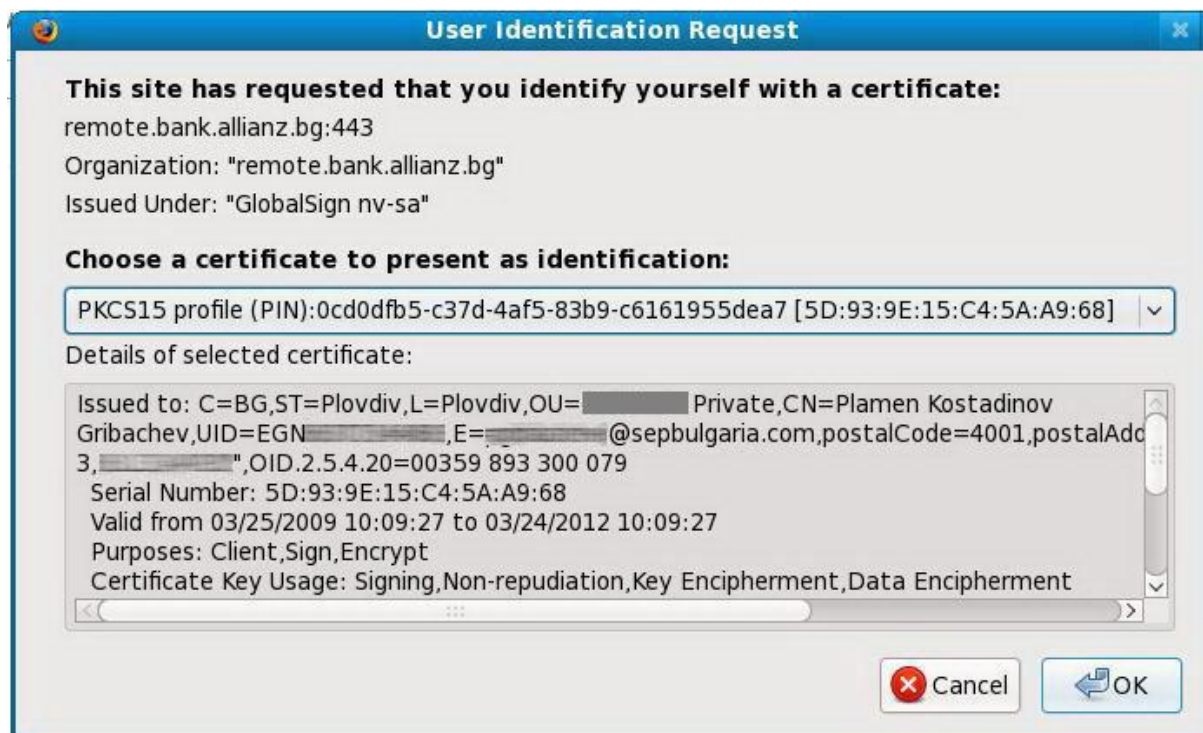 User Identification Request
This site has requested that you identify yourself with a certificate:
remote.bank.allianz.bg:443
Organization: "remote.bank.allianz.bg"
Issued Under: "GlobalSign nv-sa"
Choose a certificate to present as identification:
PKCS15 profile (PIN):0cd0dfb5-c37d-4af5-83b9-c6161955dea7 [5D:93:9E:15:C4:5A:A9:68]
Details of selected certificate:
Issued to: C=BG,ST=Plovdiv,L=Plovdiv,OU= Private,CN=Plamen Kostadinov
Gribachev,UID=EGN ,E= @sepbulgaria.com,postalCode=4001,postalAdd
3, ",OID.2.5.4.20=00359 893 300 079
Serial Number: 5D:93:9E:15:C4:5A:A9:68
Valid from 03/25/2009 10:09:27 to 03/24/2012 10:09:27
Purposes: Client,Sign,Encrypt
Certificate Key Usage: Signing,Non-repudiation,Key Encipherment,Data Encipherment
Cancel
OK